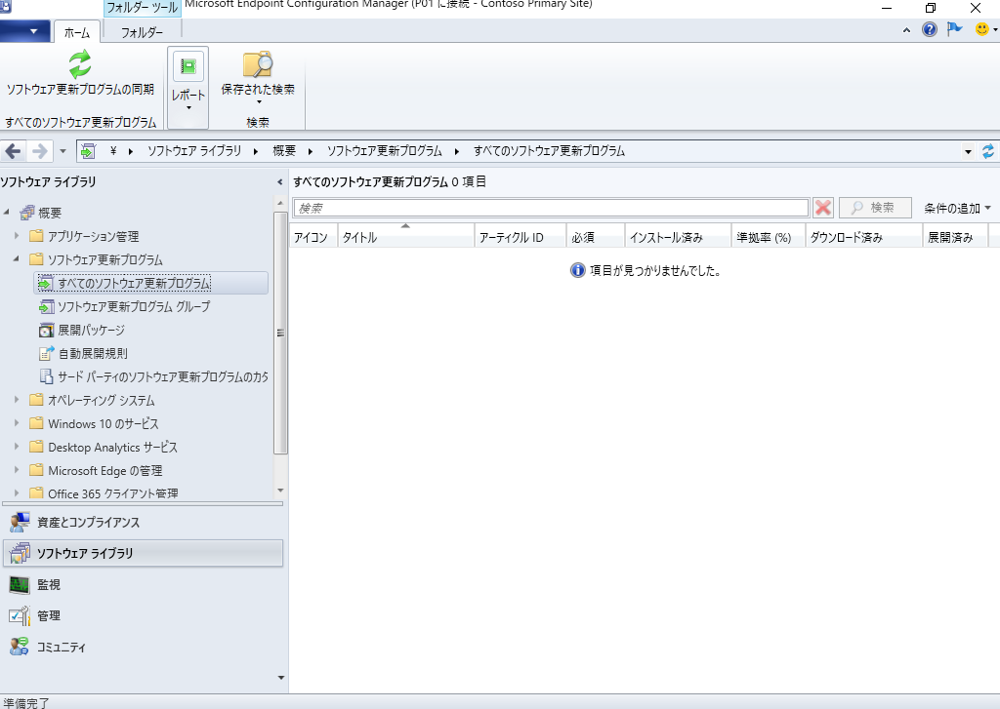 フォルダー ツール
Microsoft Endpoint Configuration Manager (P01 に接続 - Contoso Primary Site)
ホーム
フォルダー
ソフトウェア更新プログラムの同期
レポート
保存された検索
すべてのソフトウェア更新プログラム
検索
¥ ソフトウェア ライブラリ 概要 ソフトウェア更新プログラム すべてのソフトウェア更新プログラム
ソフトウェア ライブラリ
概要
アプリケーション管理
ソフトウェア更新プログラム
すべてのソフトウェア更新プログラム
ソフトウェア更新プログラム グループ
展開パッケージ
自動展開規則
サード パーティのソフトウェア更新プログラムのカタ
オペレーティング システム
Windows 10 のサービス
Desktop Analytics サービス
Microsoft Edge の管理
Office 365 クライアント管理
資産とコンプライアンス
ソフトウェア ライブラリ
監視
管理
コミュニティ
すべてのソフトウェア更新プログラム 0 項目
検索
検索
条件の追加
アイコン タイトル アーティクル ID 必須 インストール済み 準拠率 (%) ダウンロード済み 展開済み
項目が見つかりませんでした。
準備完了